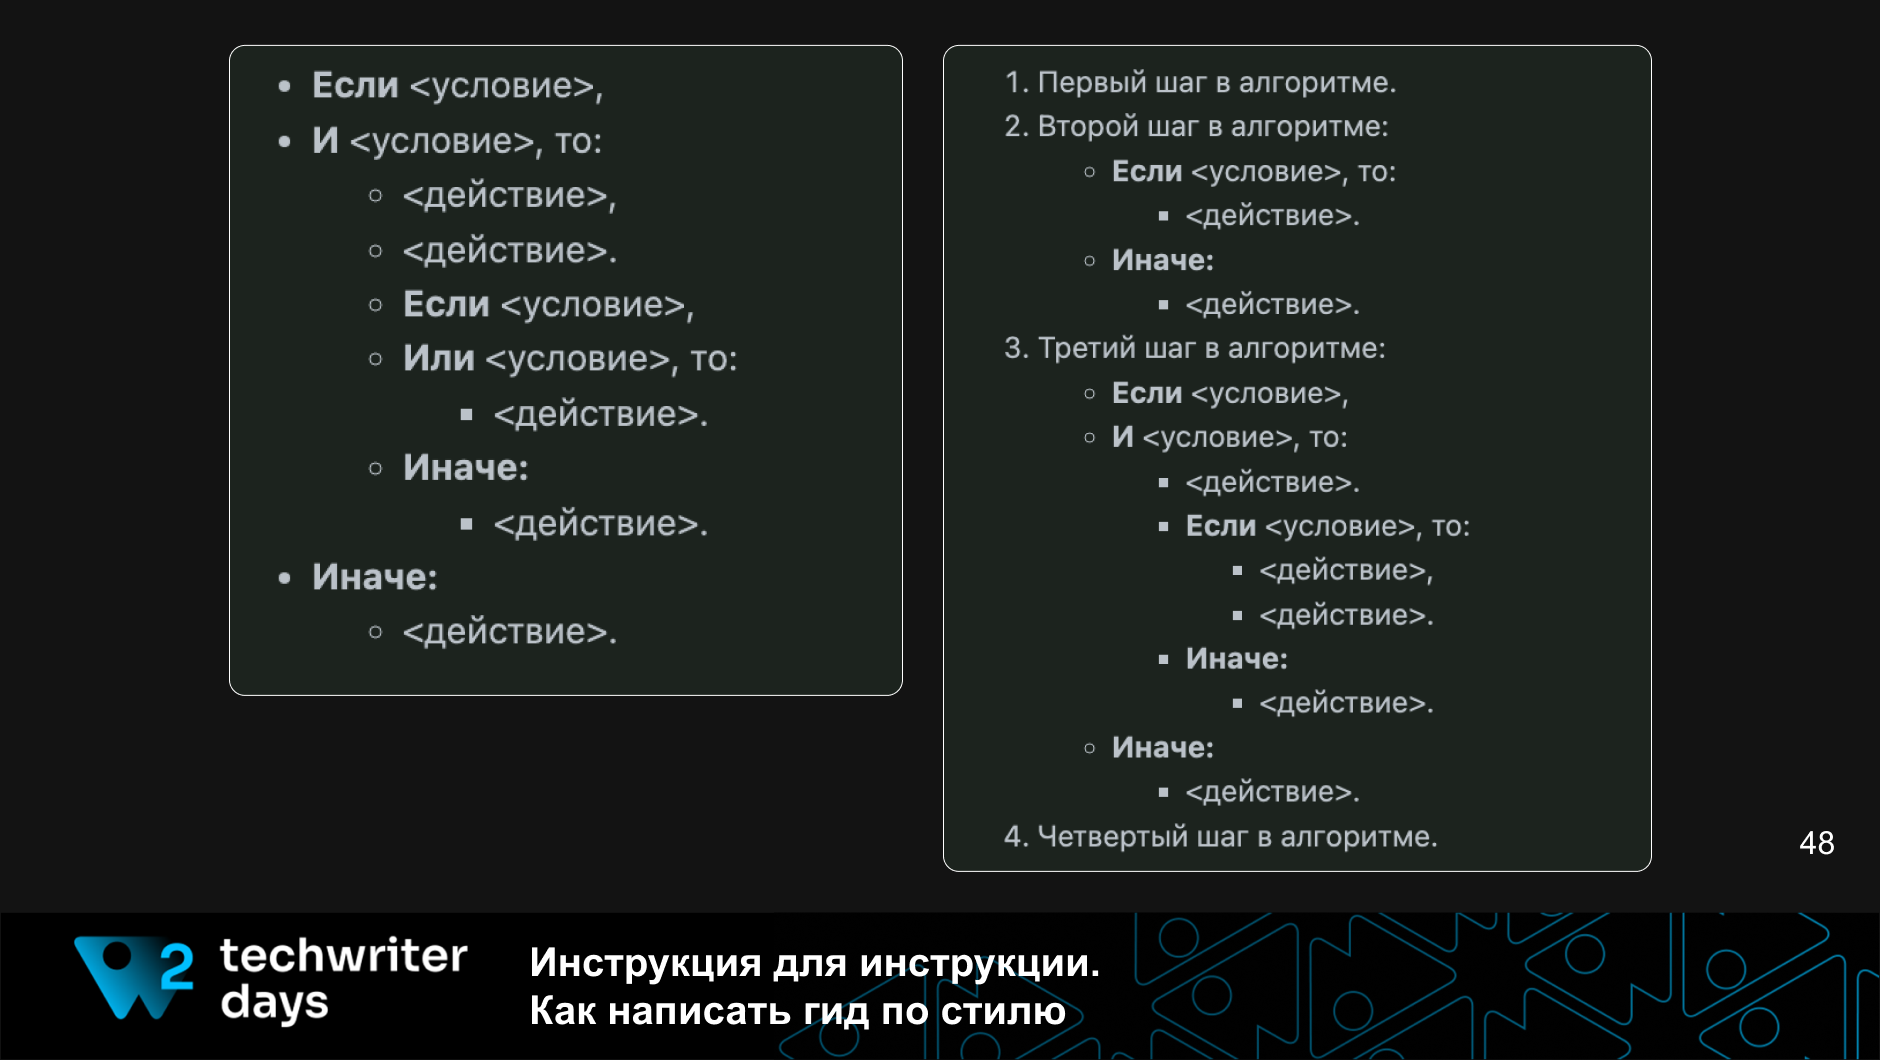 • Если <условие>,
• И <условие>, то:
◦ <действие>,
◦ <действие>.
◦ Если <условие>,
◦ Или <условие>, то:
▪ <действие>.
◦ Иначе:
▪ <действие>.
• Иначе:
◦ <действие>.
1. Первый шаг в алгоритме.
2. Второй шаг в алгоритме:
◦ Если <условие>, то:
▪ <действие>.
◦ Иначе:
▪ <действие>.
3. Третий шаг в алгоритме:
◦ Если <условие>,
◦ И <условие>, то:
▪ <действие>.
▪ Если <условие>, то:
▪ <действие>,
▪ <действие>.
▪ Иначе:
▪ <действие>.
◦ Иначе:
▪ <действие>.
4. Четвертый шаг в алгоритме.
48
2
techwriter
days
Инструкция для инструкции.
Как написать гид по стилю